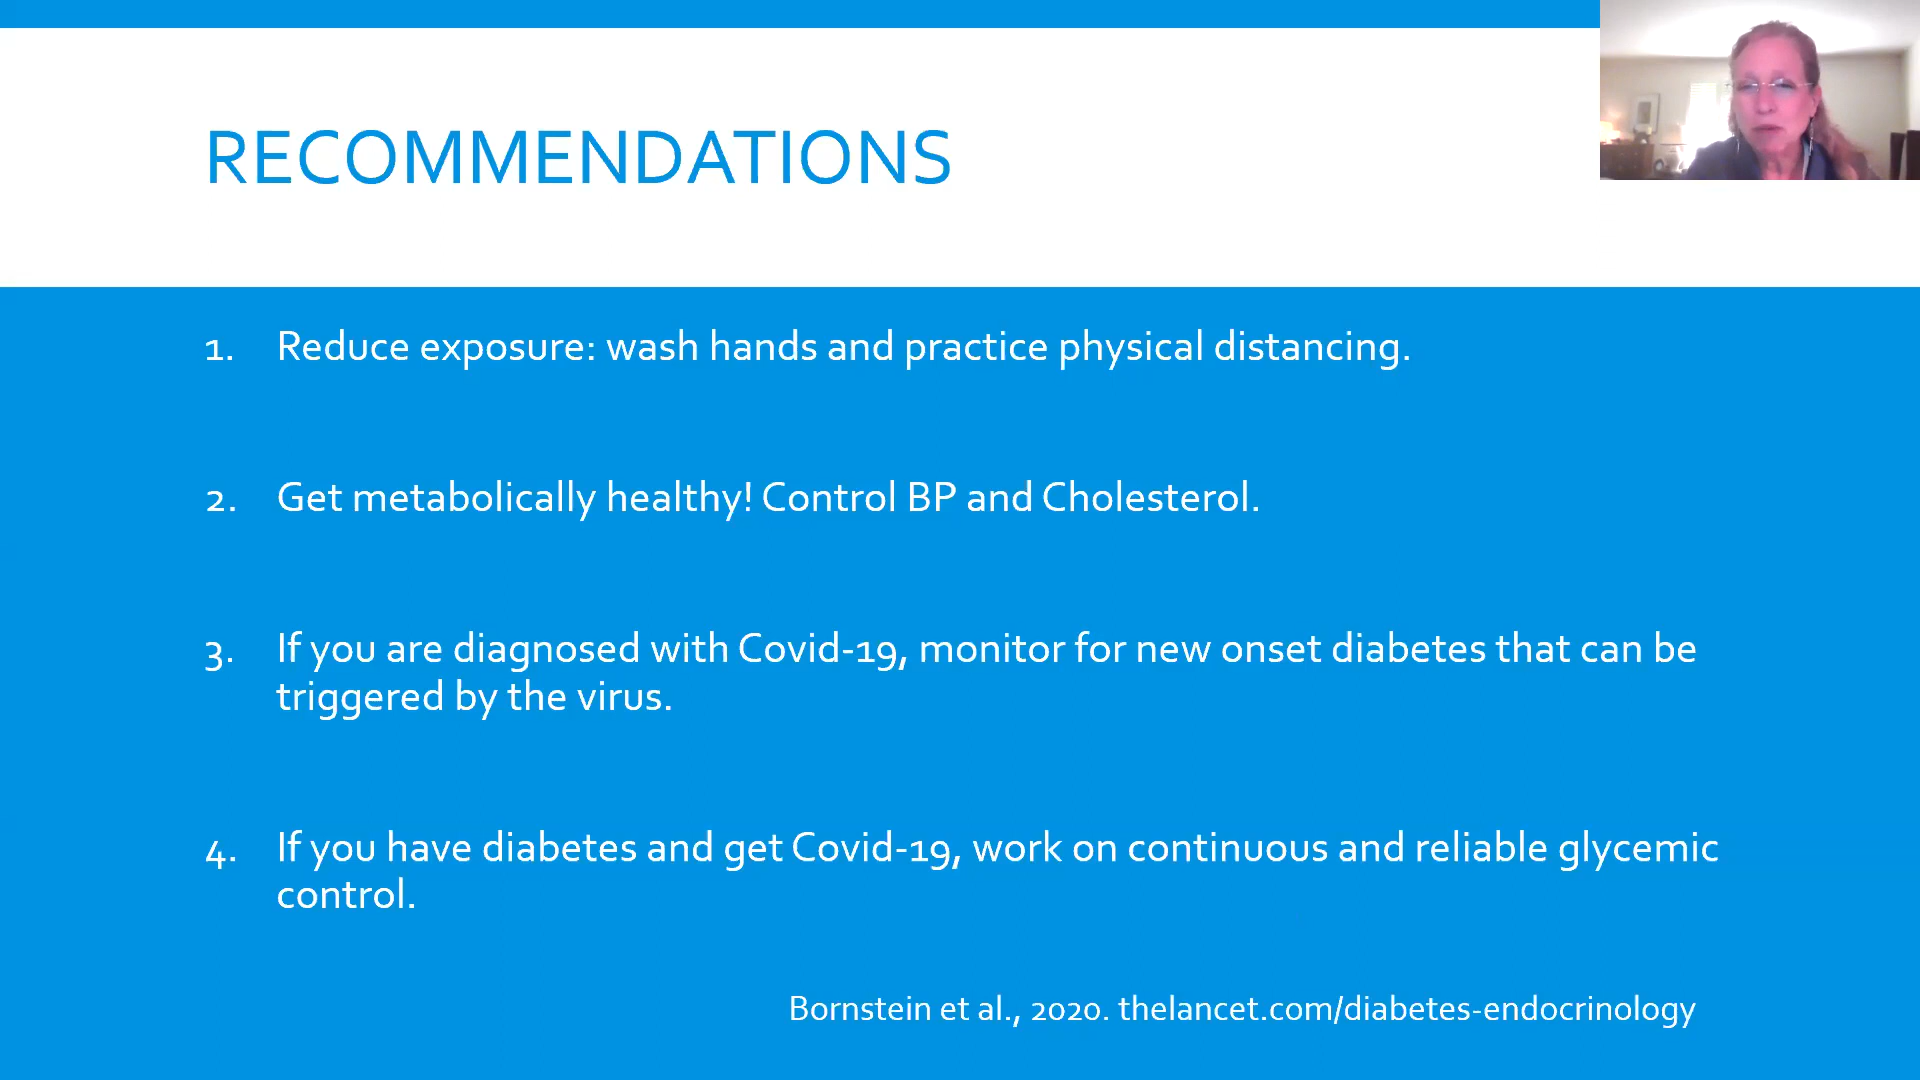 RECOMMENDATIONS
1. Reduce exposure: wash hands and practice physical distancing.
2. Get metabolically healthy! Control BP and Cholesterol.
3. If you are diagnosed with Covid-19, monitor for new onset diabetes that can be
triggered by the virus.
4. If you have diabetes and get Covid-19, work on continuous and reliable glycemic
control.
Bornstein et al., 2020. thelancet.com/diabetes-endocrinology